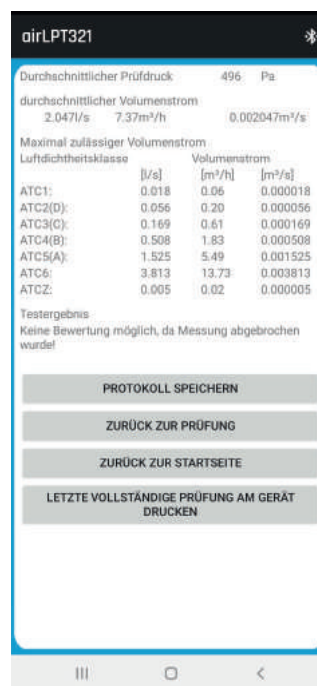 airLPT321
Durchschnittlicher Prüfdruck 496 Pa
durchschnittlicher Volumenstrom
2.047l/s 7.37m³/h 0.002047m³/s
Maximal zulässiger Volumenstrom
Luftdichtheitsklasse Volumenstrom
[l/s] [m³/h] [m³/s]
ATC1: 0.018 0.06 0.000018
ATC2(D): 0.056 0.20 0.000056
ATC3(C): 0.169 0.61 0.000169
ATC4(B): 0.508 1.83 0.000508
ATC5(A): 1.525 5.49 0.001525
ATC6: 3.813 13.73 0.003813
ATCZ: 0.005 0.02 0.000005
Testergebnis
Keine Bewertung möglich, da Messung abgebrochen
wurde!
PROTOKOLL SPEICHERN
ZURÜCK ZUR PRÜFUNG
ZURÜCK ZUR STARTSEITE
LETZTE VOLLSTÄNDIGE PRÜFUNG AM GERÄT
DRUCKEN